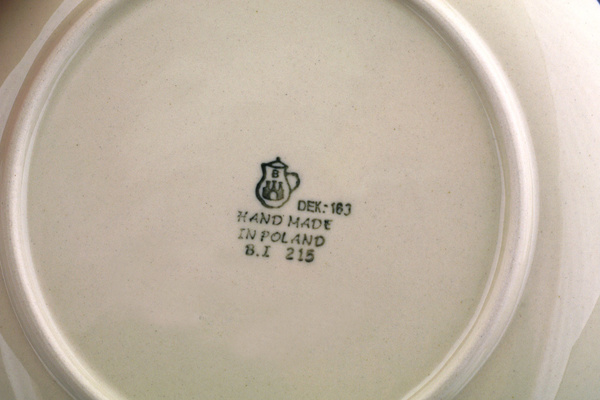 B
DEK:-163
HAND MADE
IN POLAND
B.I 215